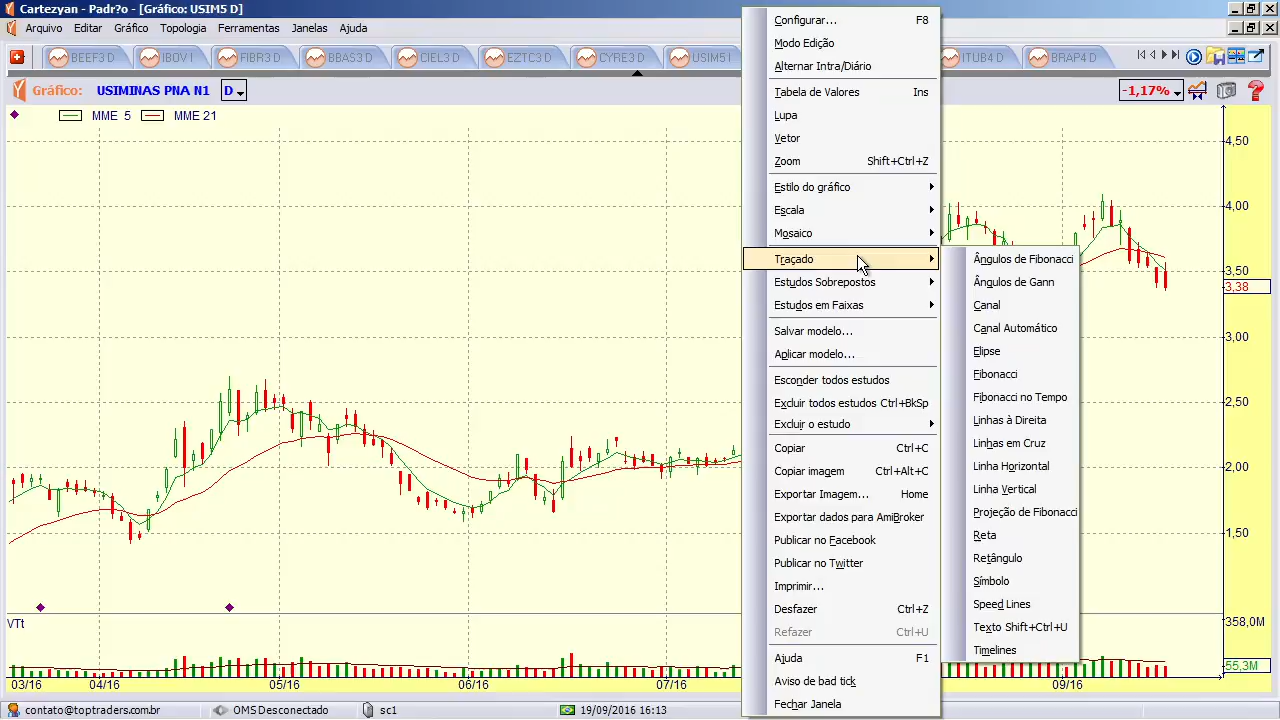 Cartezyan - Padr?o - [Gráfico: USIM5 D]
Arquivo Editar Gráfico Topologia Ferramentas Janelas Ajuda
BEEF3 D IBOV I FIBR3 D BBAS3 D CIEL3 D EZTC3 D CYRE3 D USIM5 I ITUB4 D BRAP4 D
Gráfico: USIMINAS PNA N1 D -1,17%
MME 5 MME 21
Configurar... F8
Modo Edição
Alternar Intra/Diário
Tabela de Valores Ins
Lupa
Vetor
Zoom Shift+Ctrl+Z
Estilo do gráfico
Escala
Mosaico
Traçado
Estudos Sobrepostos
Estudos em Faixas
Salvar modelo...
Aplicar modelo...
Esconder todos estudos
Excluir todos estudos Ctrl+BkSp
Excluir o estudo
Copiar Ctrl+C
Copiar imagem Ctrl+Alt+C
Exportar Imagem... Home
Exportar dados para AmiBroker
Publicar no Facebook
Publicar no Twitter
Imprimir...
Desfazer Ctrl+Z
Refazer Ctrl+U
Ajuda F1
Aviso de bad tick
Fechar Janela
Ângulos de Fibonacci
Ângulos de Gann
Canal
Canal Automático
Elipse
Fibonacci
Fibonacci no Tempo
Linhas à Direita
Linhas em Cruz
Linha Horizontal
Linha Vertical
Projeção de Fibonacci
Reta
Retângulo
Símbolo
Speed Lines
Texto Shift+Ctrl+U
Timelines
4,50
4,00
3,50
3,38
3,00
2,50
2,00
1,50
358,0M
55,3M
VTt
03/16 04/16 05/16 06/16 07/16 09/16
contato@toptraders.com.br OMS Desconectado sc1 19/09/2016 16:13